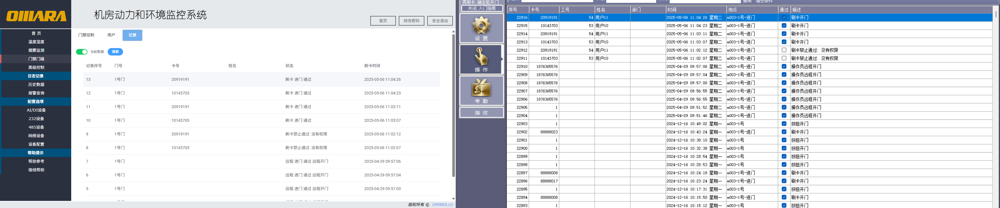 OMARA
机房动力和环境监控系统
首页 修改密码 安全退出
首 页
温度湿度
烟雾监测
门禁门磁
高级控制
日志记录
历史数据
报警查询
配置选项
AI/DI设备
232设备
485设备
网络设备
设备配置
帮助提示
帮助参考
接线帮助
门禁控制 用户 记录
当前数据 搜索
记录序号 门号 卡号 姓名 状态 刷卡时间
13 1号门 20919191 刷卡 进门 通过 2025-05-06 11:04:26
12 1号门 10143703 刷卡 进门 通过 2025-05-06 11:04:23
11 1号门 20919191 刷卡 进门 通过 2025-05-06 11:03:11
10 1号门 10143703 刷卡 进门 通过 2025-05-06 11:03:07
9 1号门 20919191 刷卡禁止通过: 没有权限 2025-05-06 11:02:12
8 1号门 10143703 刷卡禁止通过: 没有权限 2025-05-06 11:02:07
7 1号门 远程 进门 通过 远程开门 2025-04-29 09:57:06
6 1号门 远程 进门 通过 远程开门 2025-04-29 09:57:04
5 1号门 远程 进门 通过 远程开门 2025-04-29 09:57:00
版权所有 © OMARA.cn
再刷卡,确定能开门
关闭 入门指南
设 置
操 作
考 勤
指 纹
查询 清空条件
序号 卡号 工号 姓名 部门 时间 地点 通过 描述
22916 20919191 54 用户11 2025-05-06 11:04:26 星期二 m003-1号-进门 刷卡开门
22915 10143703 53 用户10 2025-05-06 11:04:23 星期二 m003-1号-进门 刷卡开门
22914 20919191 54 用户11 2025-05-06 11:03:11 星期二 m003-1号-进门 刷卡开门
22913 10143703 53 用户10 2025-05-06 11:03:07 星期二 m003-1号-进门 刷卡开门
22912 20919191 54 用户11 2025-05-06 11:02:12 星期二 m003-1号-进门 刷卡禁止通过: 没有权限
22911 10143703 53 用户10 2025-05-06 11:02:07 星期二 m003-1号-进门 刷卡禁止通过: 没有权限
22910 1876365576 2025-04-29 09:57:06 星期二 m003-1号-进门 操作员远程开门
22909 1876365576 2025-04-29 09:57:04 星期二 m003-1号-进门 操作员远程开门
22908 1876365576 2025-04-29 09:57:00 星期二 m003-1号-进门 操作员远程开门
22907 1876365576 2025-04-29 09:56:55 星期二 m003-1号-进门 操作员远程开门
22906 1876365576 2025-04-29 09:56:55 星期二 m003-1号-进门 操作员远程开门
22905 1 2025-04-29 09:51:52 星期二 m003-1号-进门 操作员远程开门
22904 1 2025-04-29 09:51:46 星期二 m003-1号-进门 操作员远程开门
22903 1 2024-12-16 10:49:02 星期一 m003-1号 按钮开门
22902 88888023 2024-12-16 10:43:24 星期一 m003-1号-进门 刷卡开门
22901 1 2024-12-16 10:38:10 星期一 m003-1号 按钮开门
22900 1 2024-12-16 10:32:38 星期一 m003-1号 按钮开门
22899 1 2024-12-16 10:28:54 星期一 m003-1号 按钮开门
22898 1 2024-12-16 10:28:53 星期一 m003-1号 按钮开门
22897 88888008 2024-12-16 10:24:18 星期一 m003-1号-进门 刷卡开门
22896 88888017 2024-12-16 10:23:24 星期一 m003-1号-进门 刷卡开门
22895 1 2024-12-16 10:17:31 星期一 m003-1号 按钮开门
22894 88888008 2024-12-16 10:15:50 星期一 m003-1号-进门 刷卡开门
22893 1 2024-12-16 10:15:12 星期一 m003-1号 按钮开门